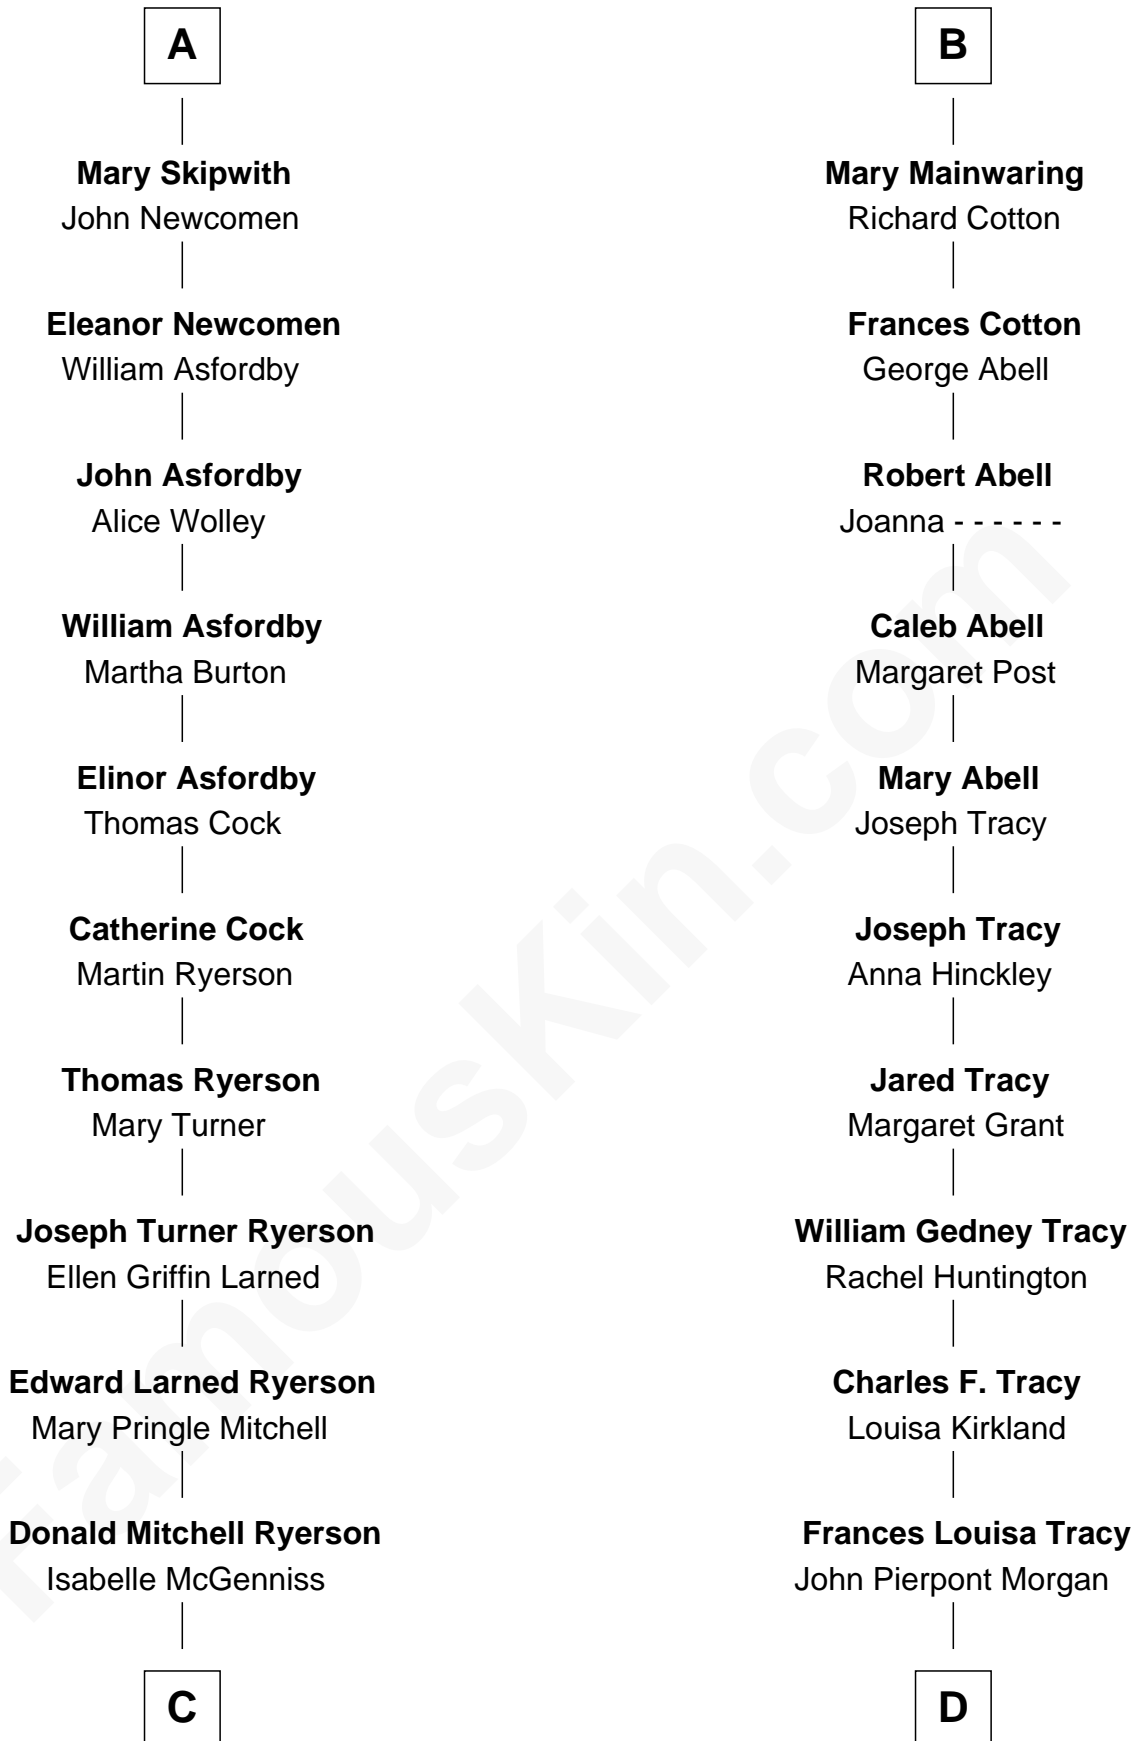 A
Mary Skipwith
John Newcomen
Eleanor Newcomen
William Asfordby
John Asfordby
Alice Wolley
William Asfordby
Martha Burton
Elinor Asfordby
Thomas Cock
Catherine Cock
Martin Ryerson
Thomas Ryerson
Mary Turner
Joseph Turner Ryerson
Ellen Griffin Larned
Edward Larned Ryerson
Mary Pringle Mitchell
Donald Mitchell Ryerson
Isabelle McGenniss
C
B
Mary Mainwaring
Richard Cotton
Frances Cotton
George Abell
Robert Abell
Joanna - - - - - -
Caleb Abell
Margaret Post
Mary Abell
Joseph Tracy
Joseph Tracy
Anna Hinckley
Jared Tracy
Margaret Grant
William Gedney Tracy
Rachel Huntington
Charles F. Tracy
Louisa Kirkland
Frances Louisa Tracy
John Pierpont Morgan
D
FamousKin.com